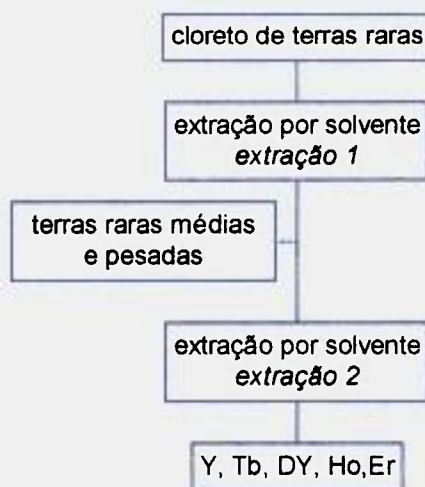 cloreto de terras raras
extração por solvente
extração 1
terras raras médias
e pesadas
extração por solvente
extração 2
Y, Tb, DY, Ho,Er